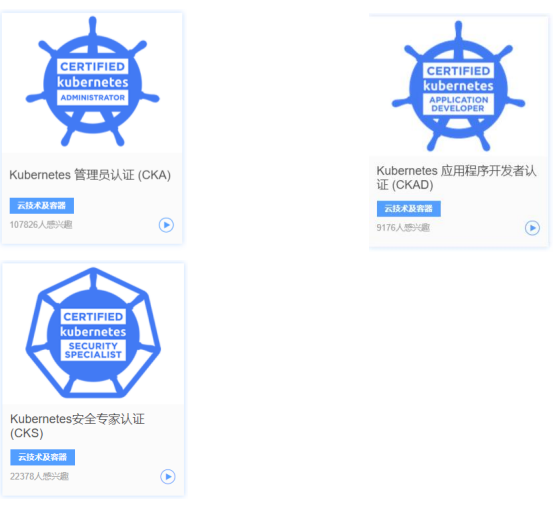 CERTIFIED
kubernetes
ADMINISTRATOR
Kubernetes 管理员认证 (CKA)
云技术及容器
107826人感兴趣
CERTIFIED
kubernetes
APPLICATION
DEVELOPER
Kubernetes 应用程序开发者认
证 (CKAD)
云技术及容器
9176人感兴趣
CERTIFIED
kubernetes
SECURITY
SPECIALIST
Kubernetes安全专家认证
(CKS)
云技术及容器
22378人感兴趣